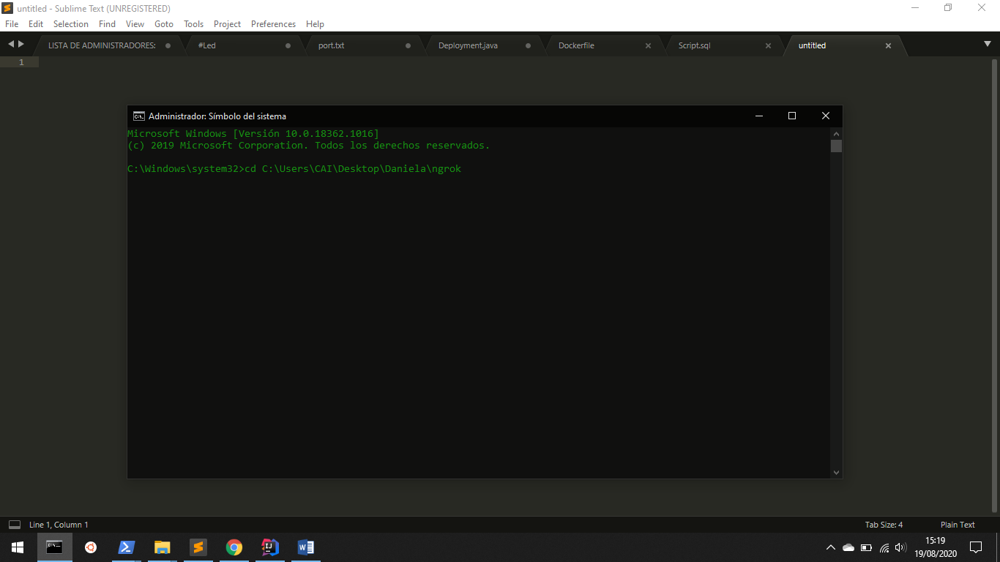 untitled - Sublime Text (UNREGISTERED)
File Edit Selection Find View Goto Tools Project Preferences Help
LISTA DE ADMINISTRADORES: #Led port.txt Deployment.java Dockerfile Script.sql untitled
1
Administrador: Símbolo del sistema
Microsoft Windows [Versión 10.0.18362.1016]
(c) 2019 Microsoft Corporation. Todos los derechos reservados.
C:\Windows\system32>cd C:\Users\CAI\Desktop\Daniela\ngrok
Line 1, Column 1 Tab Size: 4 Plain Text
15:19
19/08/2020